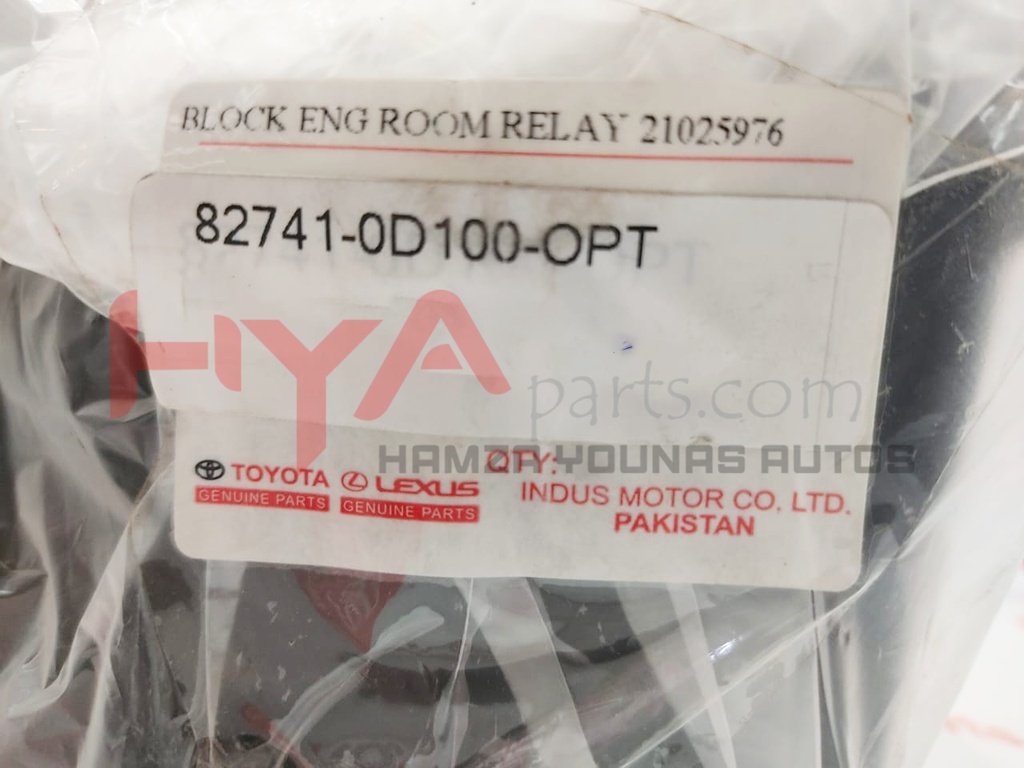 BLOCK ENG ROOM RELAY 21025976
82741-0D100-OPT
HYA parts.com
HAMZA YOUNAS AUTOS
QTY:
TOYOTA LEXUS
GENUINE PARTS GENUINE PARTS
INDUS MOTOR CO, LTD.
PAKISTAN